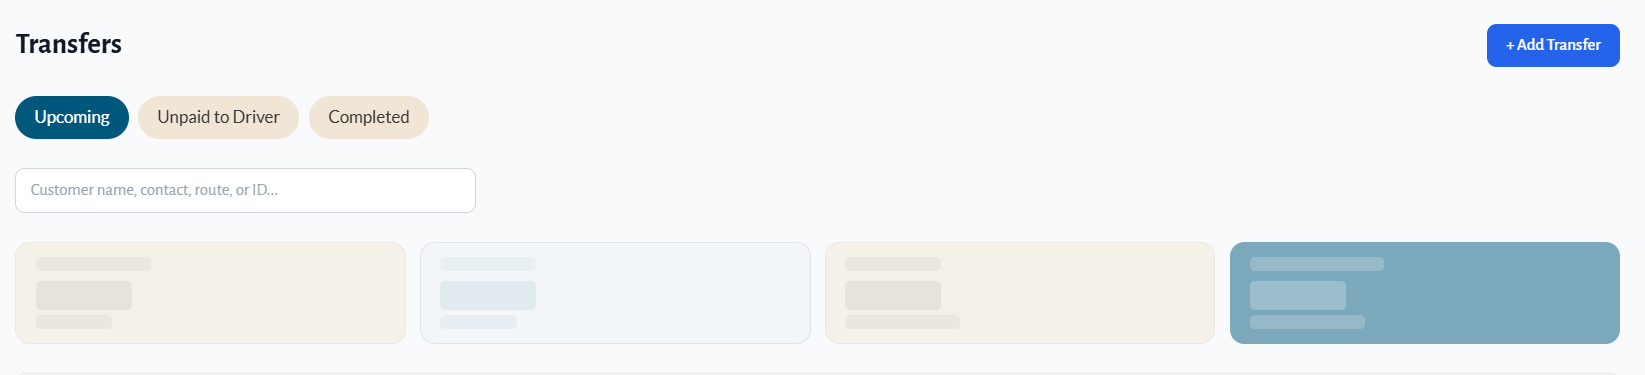 Transfers
+ Add Transfer
Upcoming
Unpaid to Driver
Completed
Customer name, contact, route, or ID...